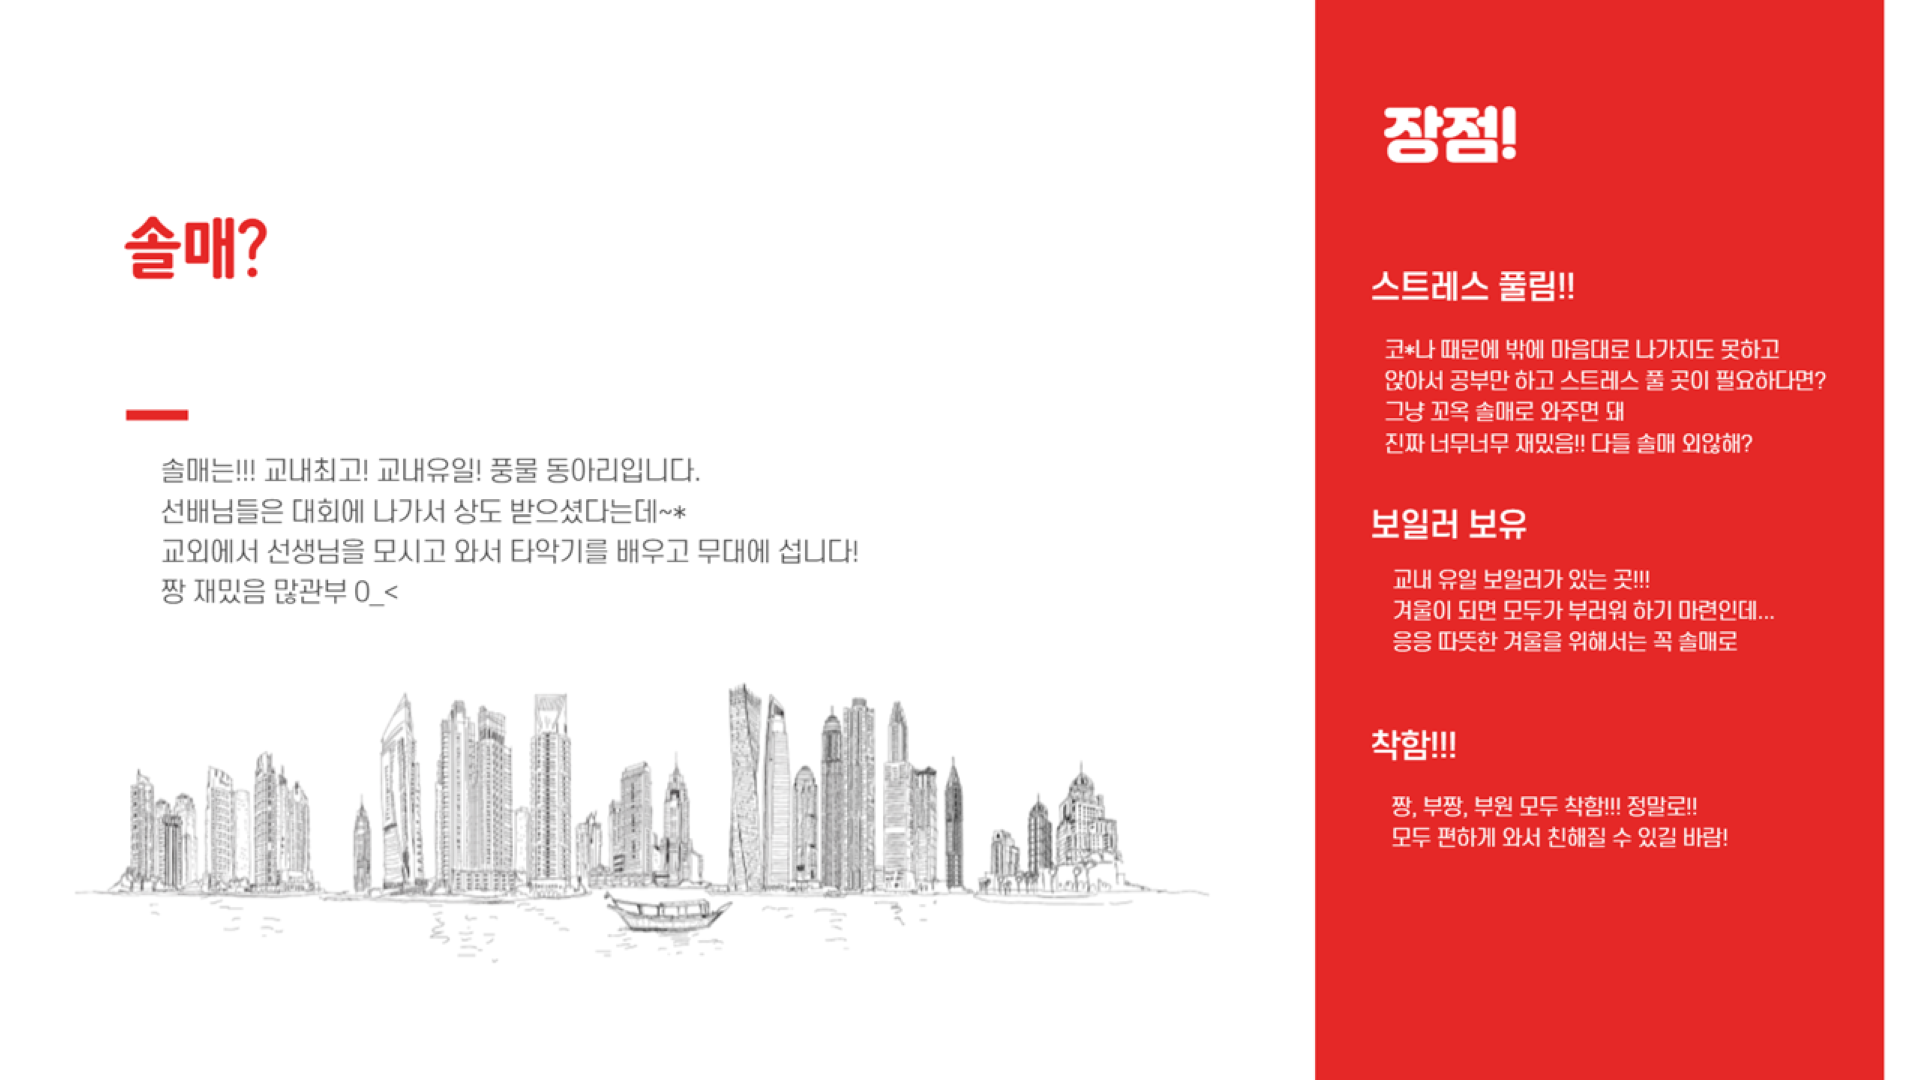 솔매?
솔매는!!! 교내최고! 교내유일! 풍물 동아리입니다.
선배님들은 대회에 나가서 상도 받으셨다는데~*
교외에서 선생님을 모시고 와서 타악기를 배우고 무대에 섭니다!
짱 재밌음 많관부 0_<
장점!
스트레스 풀림!!
코*나 때문에 밖에 마음대로 나가지도 못하고
앉아서 공부만 하고 스트레스 풀 곳이 필요하다면?
그냥 꼬옥 솔매로 와주면 돼
진짜 너무너무 재밌음!! 다들 솔매 외않해?
보일러 보유
교내 유일 보일러가 있는 곳!!!
겨울이 되면 모두가 부러워 하기 마련인데...
응응 따뜻한 겨울을 위해서는 꼭 솔매로
착함!!!
짱, 부짱, 부원 모두 착함!!! 정말로!!
모두 편하게 와서 친해질 수 있길 바람!